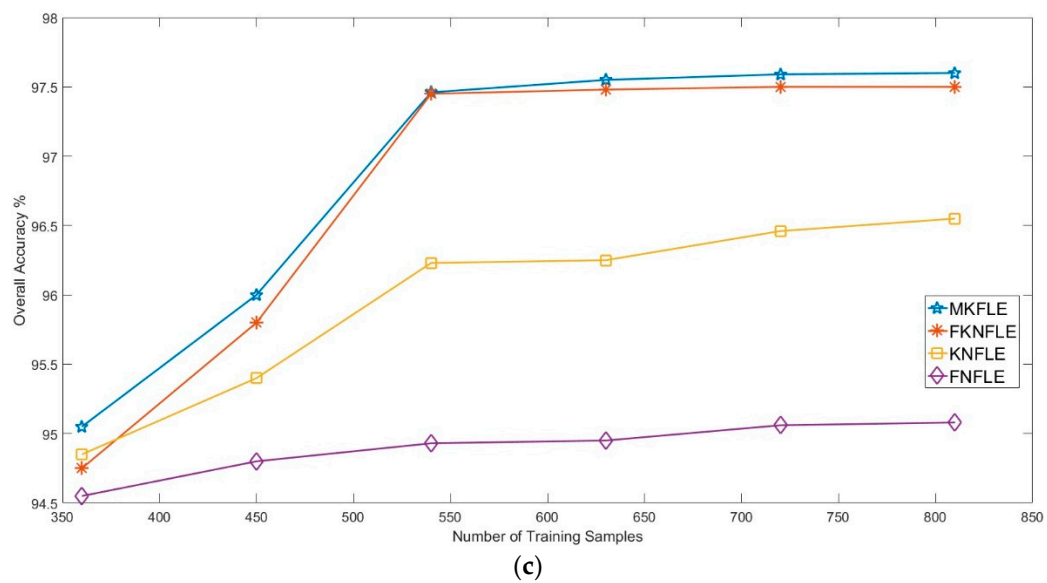 98
97.5
97
96.5
96
95.5
95
94.5
Overall Accuracy %
MKFLE
FKNFLE
KNFLE
FNFLE
350 400 450 500 550 600 650 700 750 800 850
Number of Training Samples
(c)